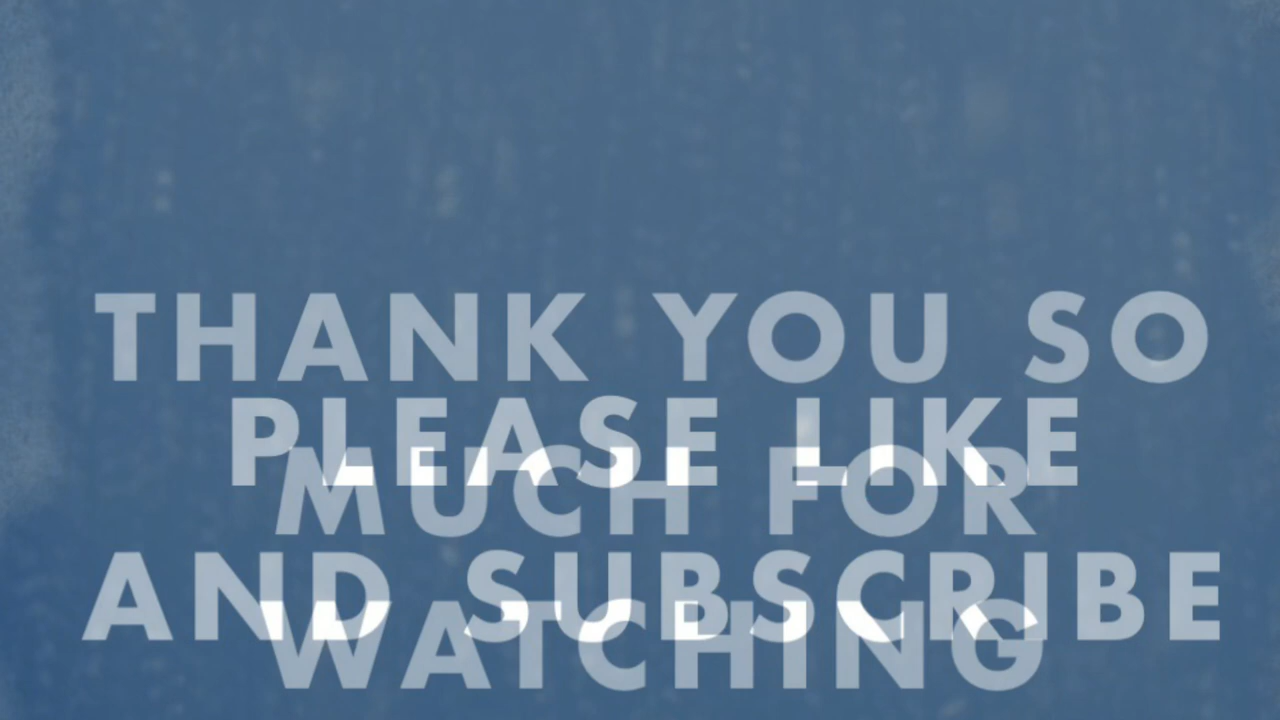 THANK YOU SO
PLEASE LIKE
MUCH FOR
AND SUBSCRIBE
WATCHING